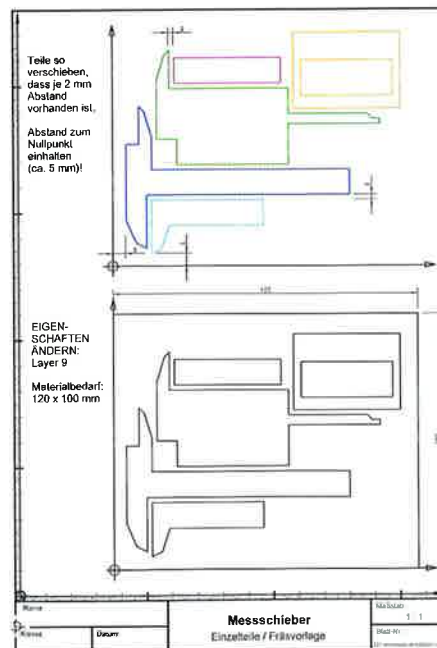 Teile so
verschieben,
dass je 2 mm
Abstand
vorhanden ist,
Abstand zum
Nullpunkt
einhalten
(ca. 5 mm)!
EIGEN-
SCHAFTEN
ÄNDERN:
Layer 9
Materialbedarf:
120 x 100 mm
Name
Klasse
Datum
Messschieber
Einzelteile / Fräsvorlage
Maßstab
1 : 1
Blatt-Nr.